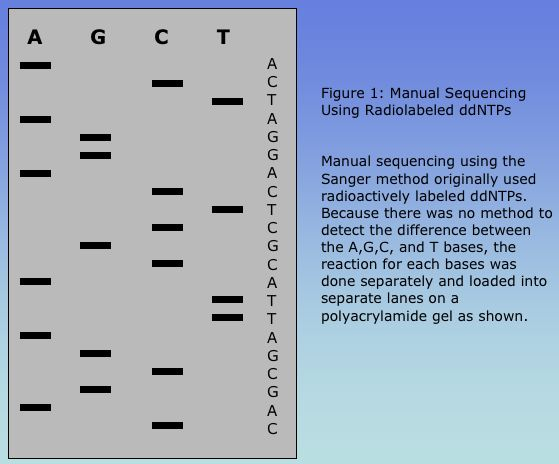 A G C T
A
C
T
A
G
G
A
C
T
C
G
C
A
T
T
A
G
C
G
A
C
Figure 1: Manual Sequencing
Using Radiolabeled ddNTPs
Manual sequencing using the
Sanger method originally used
radioactively labeled ddNTPs.
Because there was no method to
detect the difference between
the A,G,C, and T bases, the
reaction for each bases was
done separately and loaded into
separate lanes on a
polyacrylamide gel as shown.